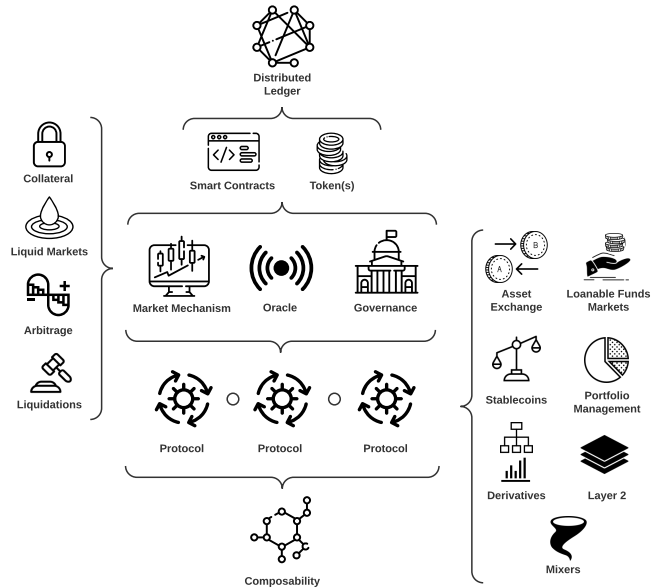 Distributed
Ledger
Smart Contracts
Token(s)
Collateral
Liquid Markets
Arbitrage
Liquidations
Market Mechanism
Oracle
Governance
Protocol
Protocol
Protocol
Composability
B
A
Asset
Exchange
Loanable Funds
Markets
Stablecoins
Portfolio
Management
Derivatives
Layer 2
Mixers